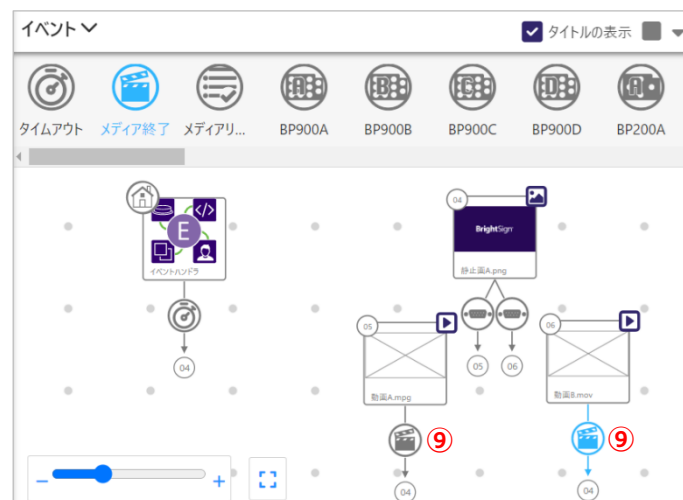 イベント
タイトルの表示
タイムアウト
メディア終了
メディアリ...
BP900A
BP900B
BP900C
BP900D
BP200A
A
B
C
D
A
E
イベントハンドラ
04
04
BrightSign
静止画A.png
05
06
05
動画A.mpg
⑨
04
06
動画B.mov
⑨
04